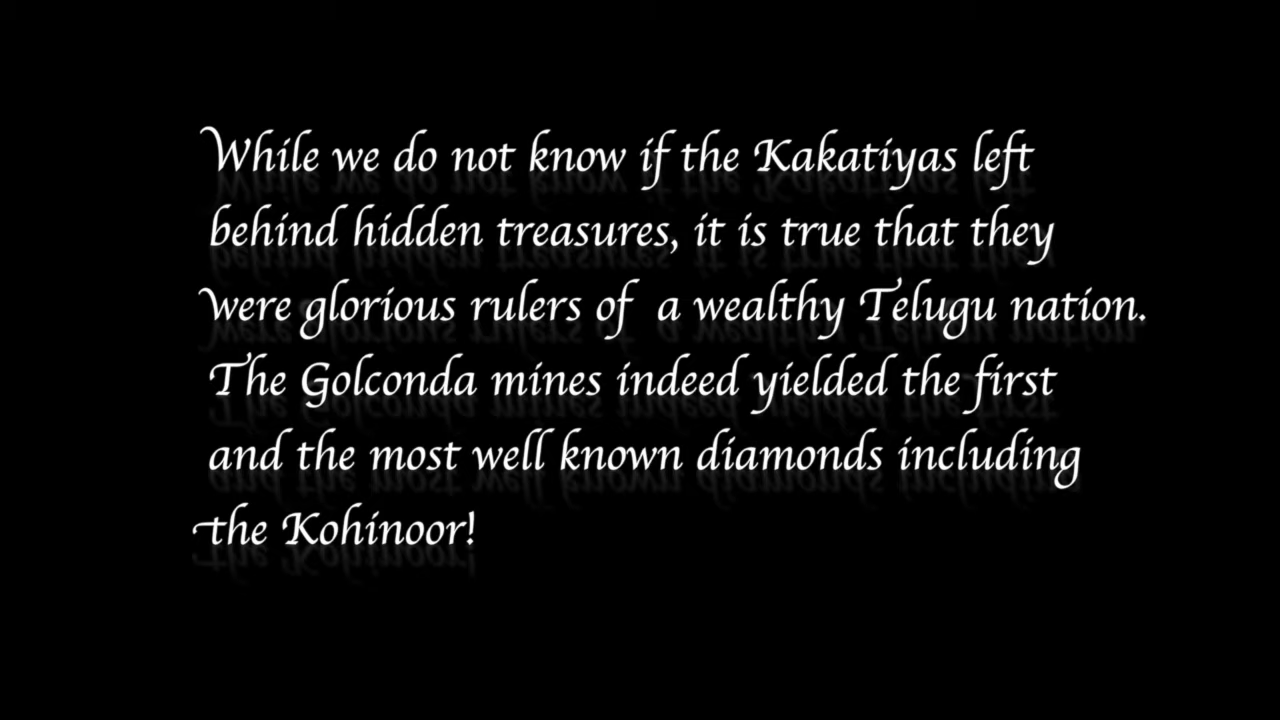 While we do not know if the Kakatiyas left
behind hidden treasures, it is true that they
were glorious rulers of a wealthy Telugu nation.
The Golconda mines indeed yielded the first
and the most well known diamonds including
the Kohinoor!